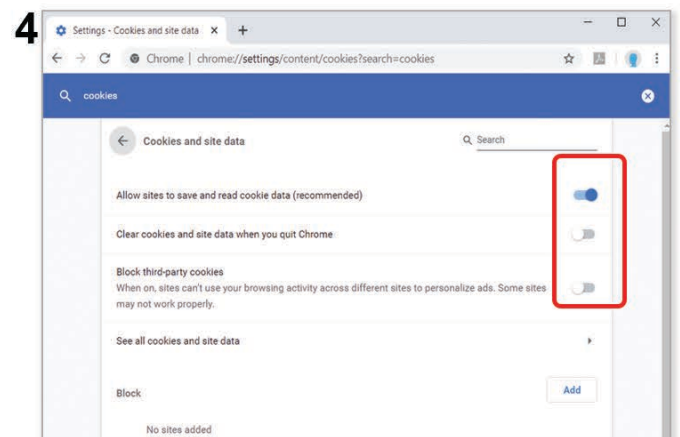 4
Settings - Cookies and site data
Chrome | chrome://settings/content/cookies?search=cookies
cookies
Cookies and site data
Search
Allow sites to save and read cookie data (recommended)
Clear cookies and site data when you quit Chrome
Block third-party cookies
When on, sites can't use your browsing activity across different sites to personalize ads. Some sites
may not work properly.
See all cookies and site data
Block
Add
No sites added